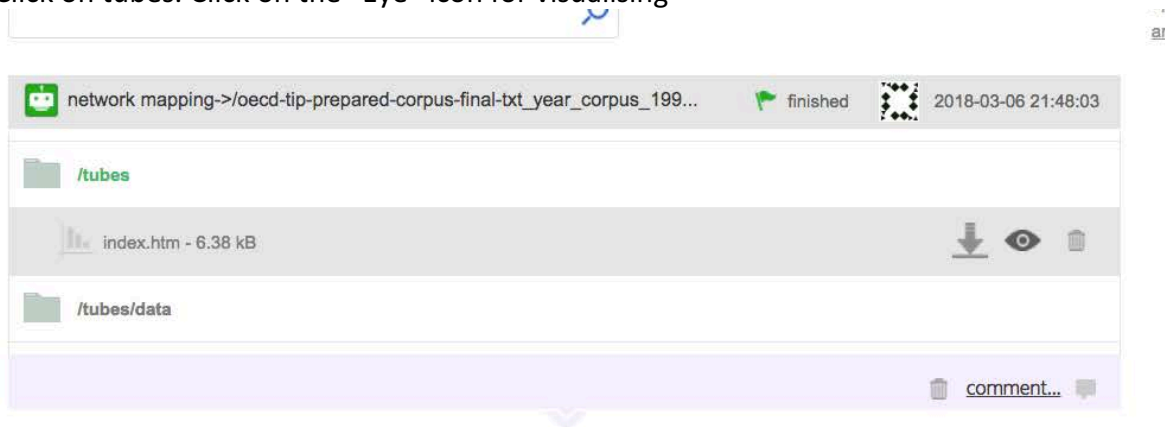 Click on tubes. Click on the "Eye" icon for visualising
network mapping->/oecd-tip-prepared-corpus-final-txt_year_corpus_199... finished 2018-03-06 21:48:03
/tubes
index.htm - 6.38 kB
/tubes/data
comment...